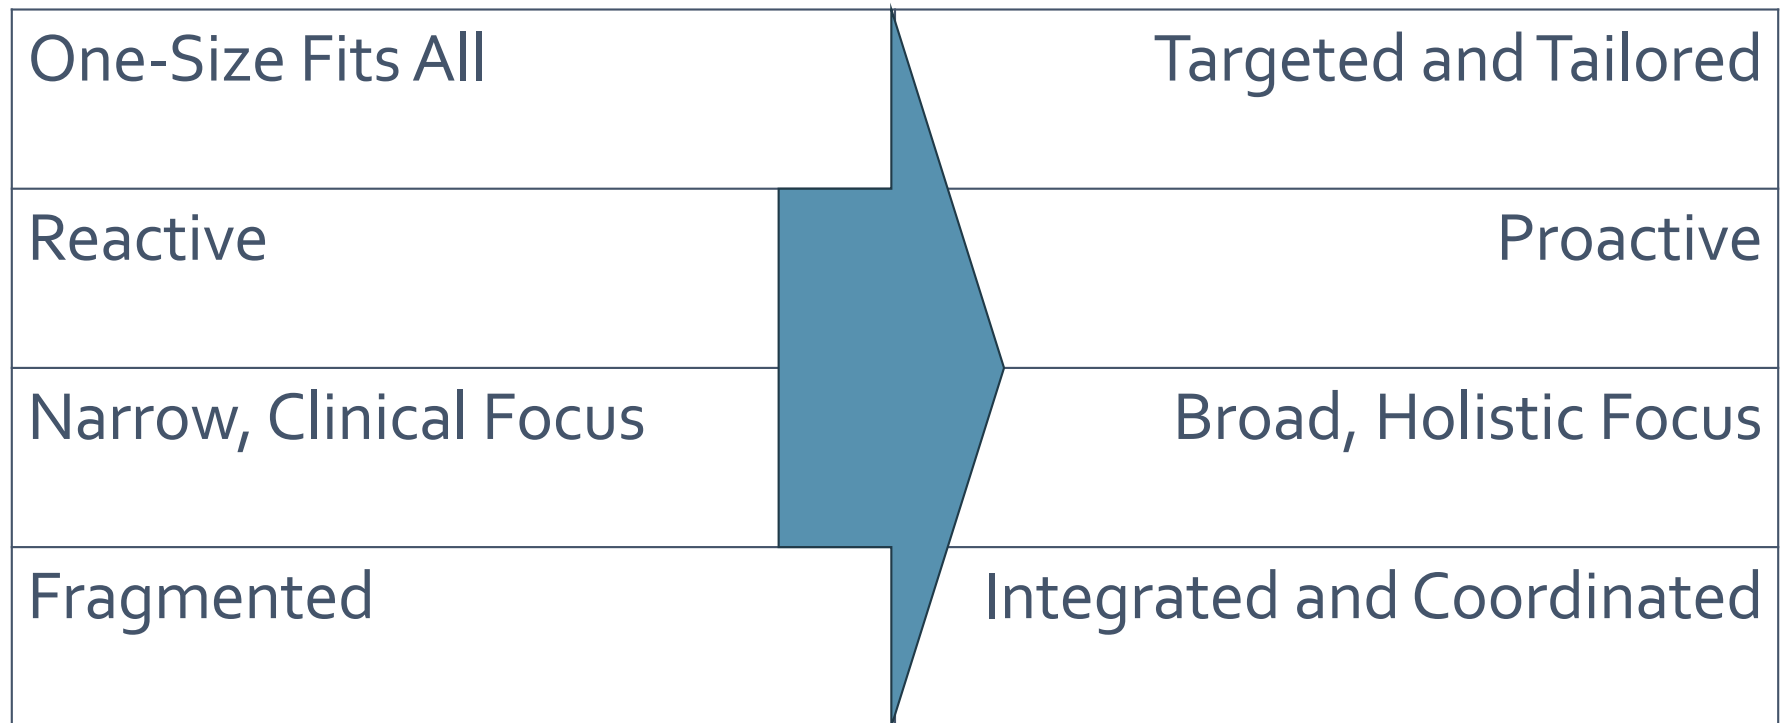 One-Size Fits All
Targeted and Tailored
Reactive
Proactive
Narrow, Clinical Focus
Broad, Holistic Focus
Fragmented
Integrated and Coordinated